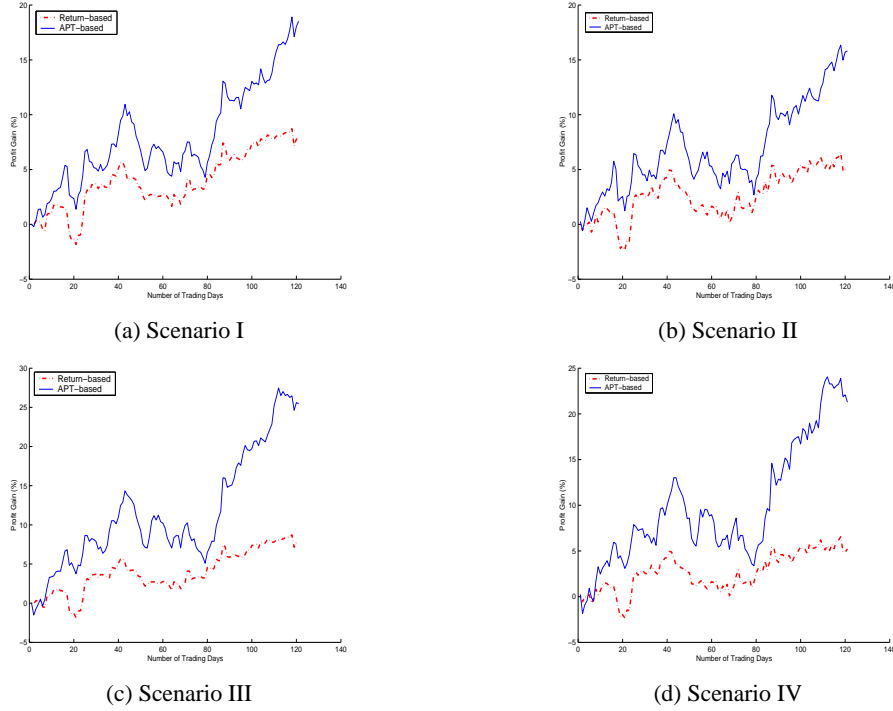 20
15
10
5
0
−5
Profit Gain (%)
Return−based
APT−based
0 20 40 60 80 100 120 140
Number of Trading Days
(a) Scenario I
20
15
10
5
0
−5
Profit Gain (%)
Return−based
APT−based
0 20 40 60 80 100 120 140
Number of Trading Days
(b) Scenario II
30
25
20
15
10
5
0
−5
Profit Gain (%)
Return−based
APT−based
0 20 40 60 80 100 120 140
Number of Trading Days
(c) Scenario III
25
20
15
10
5
0
−5
Profit Gain (%)
Return−based
APT−based
0 20 40 60 80 100 120 140
Number of Trading Days
(d) Scenario IV